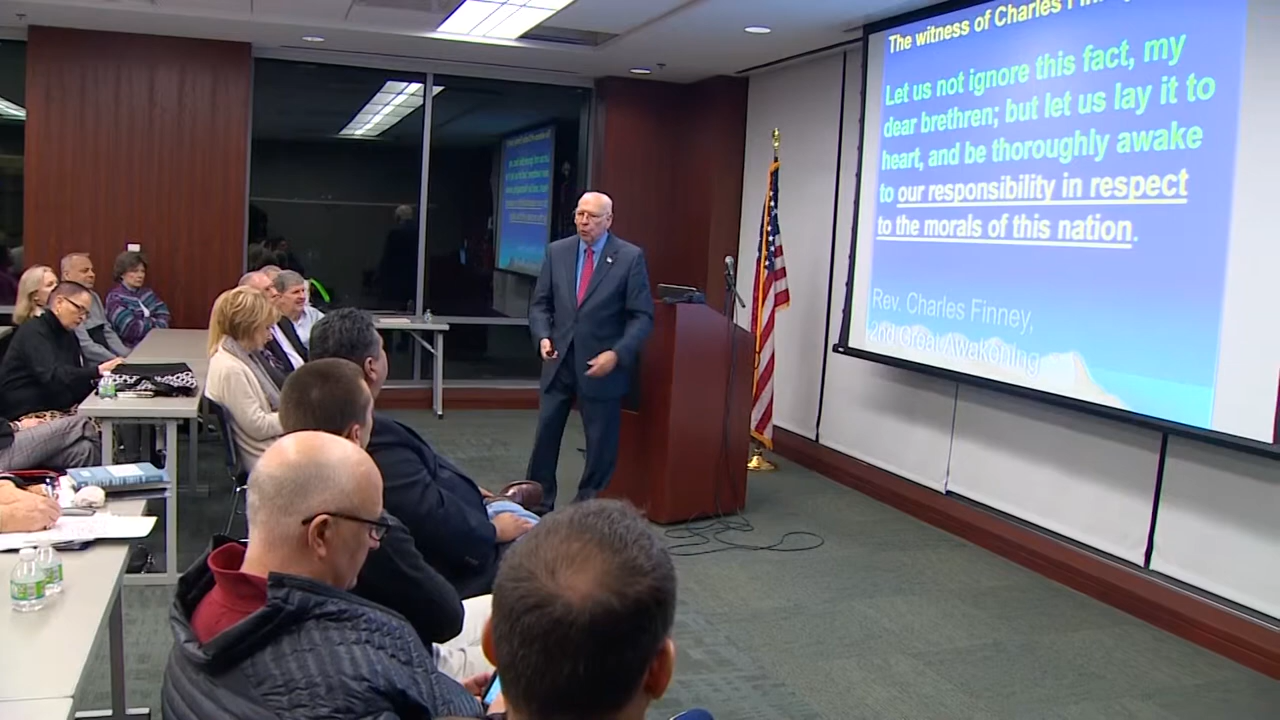 The witness of Charles
Let us not ignore this fact, my
dear brethren; but let us lay it to
heart, and be thoroughly awake
to our responsibility in respect
to the morals of this nation.
Rev. Charles Finney,
2nd Great Awakening